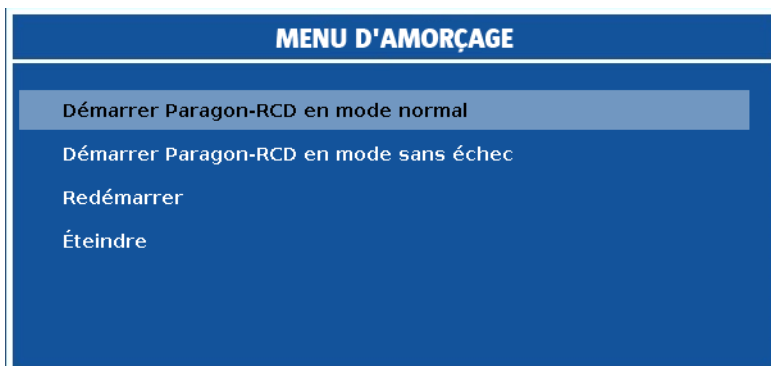 MENU D'AMORÇAGE
Démarrer Paragon-RCD en mode normal
Démarrer Paragon-RCD en mode sans échec
Redémarrer
Éteindre